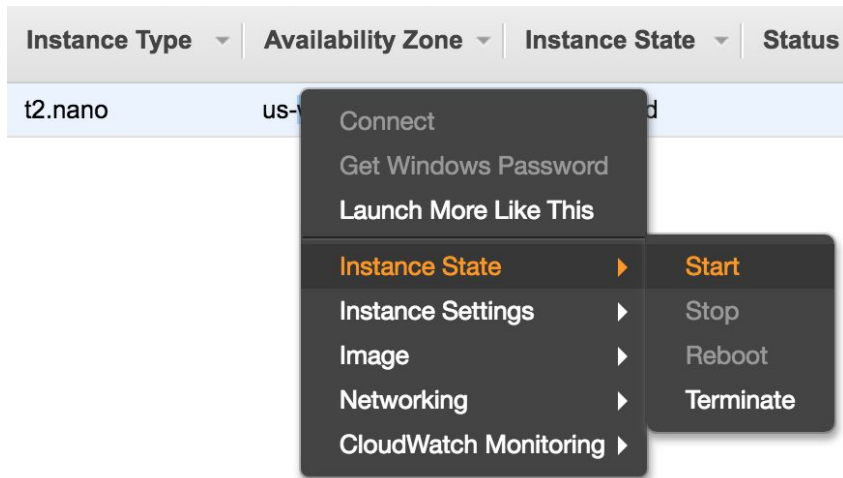 Instance Type Availability Zone Instance State Status
t2.nano us- d
Connect
Get Windows Password
Launch More Like This
Instance State Start
Instance Settings Stop
Image Reboot
Networking Terminate
CloudWatch Monitoring